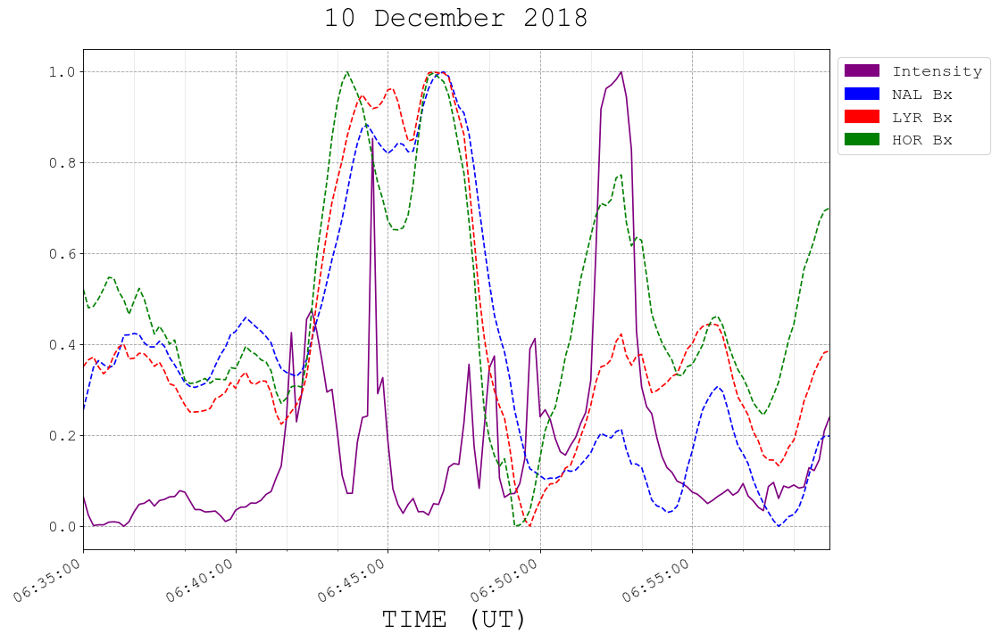 10 December 2018
1.0
0.8
0.6
0.4
0.2
0.0
06:35:00
06:40:00
06:45:00
06:50:00
06:55:00
TIME (UT)
Intensity
NAL Bx
LYR Bx
HOR Bx